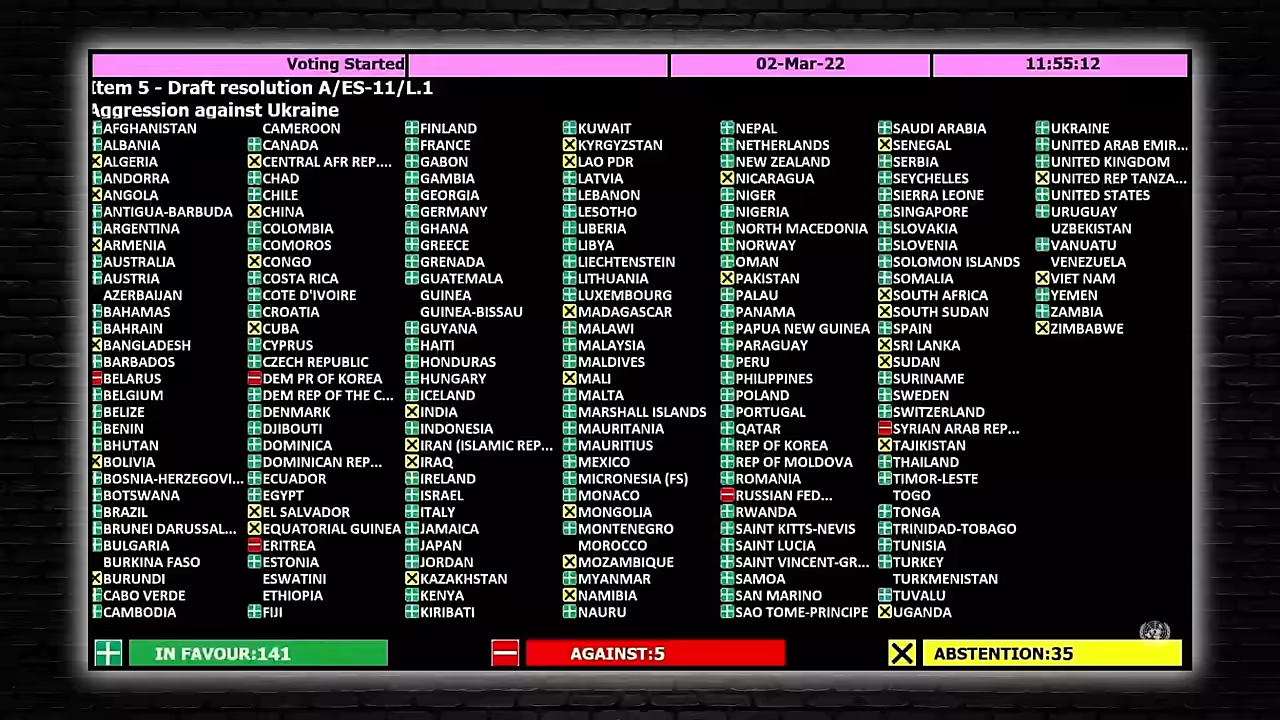 Voting Started 02-Mar-22 11:55:12
Item 5 - Draft resolution A/ES-11/L.1
Aggression against Ukraine
AFGHANISTAN CAMEROON FINLAND KUWAIT NEPAL SAUDI ARABIA UKRAINE
ALBANIA CANADA FRANCE KYRGYZSTAN NETHERLANDS SENEGAL UNITED ARAB EMIR...
ALGERIA CENTRAL AFR REP.... GABON LAO PDR NEW ZEALAND SERBIA UNITED KINGDOM
ANDORRA CHAD GAMBIA LATVIA NICARAGUA SEYCHELLES UNITED REP TANZA...
ANGOLA CHILE GEORGIA LEBANON NIGER SIERRA LEONE UNITED STATES
ANTIGUA-BARBUDA CHINA GERMANY LESOTHO NIGERIA SINGAPORE URUGUAY
ARGENTINA COLOMBIA GHANA LIBERIA NORTH MACEDONIA SLOVAKIA UZBEKISTAN
ARMENIA COMOROS GREECE LIBYA NORWAY SLOVENIA VANUATU
AUSTRALIA CONGO GRENADA LIECHTENSTEIN OMAN SOLOMON ISLANDS VENEZUELA
AUSTRIA COSTA RICA GUATEMALA LITHUANIA PAKISTAN SOMALIA VIET NAM
AZERBAIJAN COTE D'IVOIRE GUINEA LUXEMBOURG PALAU SOUTH AFRICA YEMEN
BAHAMAS CROATIA GUINEA-BISSAU MADAGASCAR PANAMA SOUTH SUDAN ZAMBIA
BAHRAIN CUBA GUYANA MALAWI PAPUA NEW GUINEA SPAIN ZIMBABWE
BANGLADESH CYPRUS HAITI MALAYSIA PARAGUAY SRI LANKA
BARBADOS CZECH REPUBLIC HONDURAS MALDIVES PERU SUDAN
BELARUS DEM PR OF KOREA HUNGARY MALI PHILIPPINES SURINAME
BELGIUM DEM REP OF THE C... ICELAND MALTA POLAND SWEDEN
BELIZE DENMARK INDIA MARSHALL ISLANDS PORTUGAL SWITZERLAND
BENIN DJIBOUTI INDONESIA MAURITANIA QATAR SYRIAN ARAB REP...
BHUTAN DOMINICA IRAN (ISLAMIC REP... MAURITIUS REP OF KOREA TAJIKISTAN
BOLIVIA DOMINICAN REP... IRAQ MEXICO REP OF MOLDOVA THAILAND
BOSNIA-HERZEGOVI... ECUADOR IRELAND MICRONESIA (FS) ROMANIA TIMOR-LESTE
BOTSWANA EGYPT ISRAEL MONACO RUSSIAN FED... TOGO
BRAZIL EL SALVADOR ITALY MONGOLIA RWANDA TONGA
BRUNEI DARUSSAL... EQUATORIAL GUINEA JAMAICA MONTENEGRO SAINT KITTS-NEVIS TRINIDAD-TOBAGO
BULGARIA ERITREA JAPAN MOROCCO SAINT LUCIA TUNISIA
BURKINA FASO ESTONIA JORDAN MOZAMBIQUE SAINT VINCENT-GR... TURKEY
BURUNDI ESWATINI KAZAKHSTAN MYANMAR SAMOA TURKMENISTAN
CABO VERDE ETHIOPIA KENYA NAMIBIA SAN MARINO TUVALU
CAMBODIA FIJI KIRIBATI NAURU SAO TOME-PRINCIPE UGANDA
IN FAVOUR:141 AGAINST:5 ABSTENTION:35